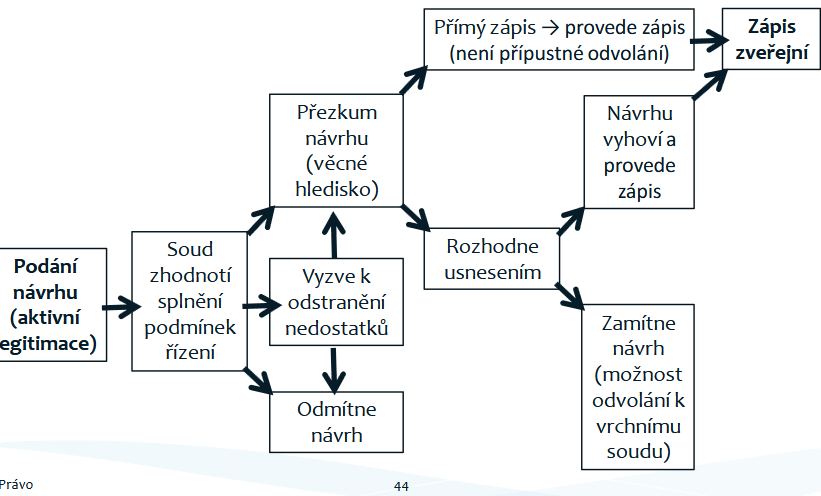 Podání
návrhu
(aktivní
egitimace)
Soud
zhodnotí
splnění
podmínek
řízení
Přezkum
návrhu
(věcné
hledisko)
Vyzve k
odstranění
nedostatků
Odmítne
návrh
Přímý zápis → provede zápis
(není přípustné odvolání)
Rozhodne
usnesením
Návrhu
vyhoví a
provede
zápis
Zamítne
návrh
(možnost
odvolání k
vrchnímu
soudu)
Zápis
zveřejní
Právo
44